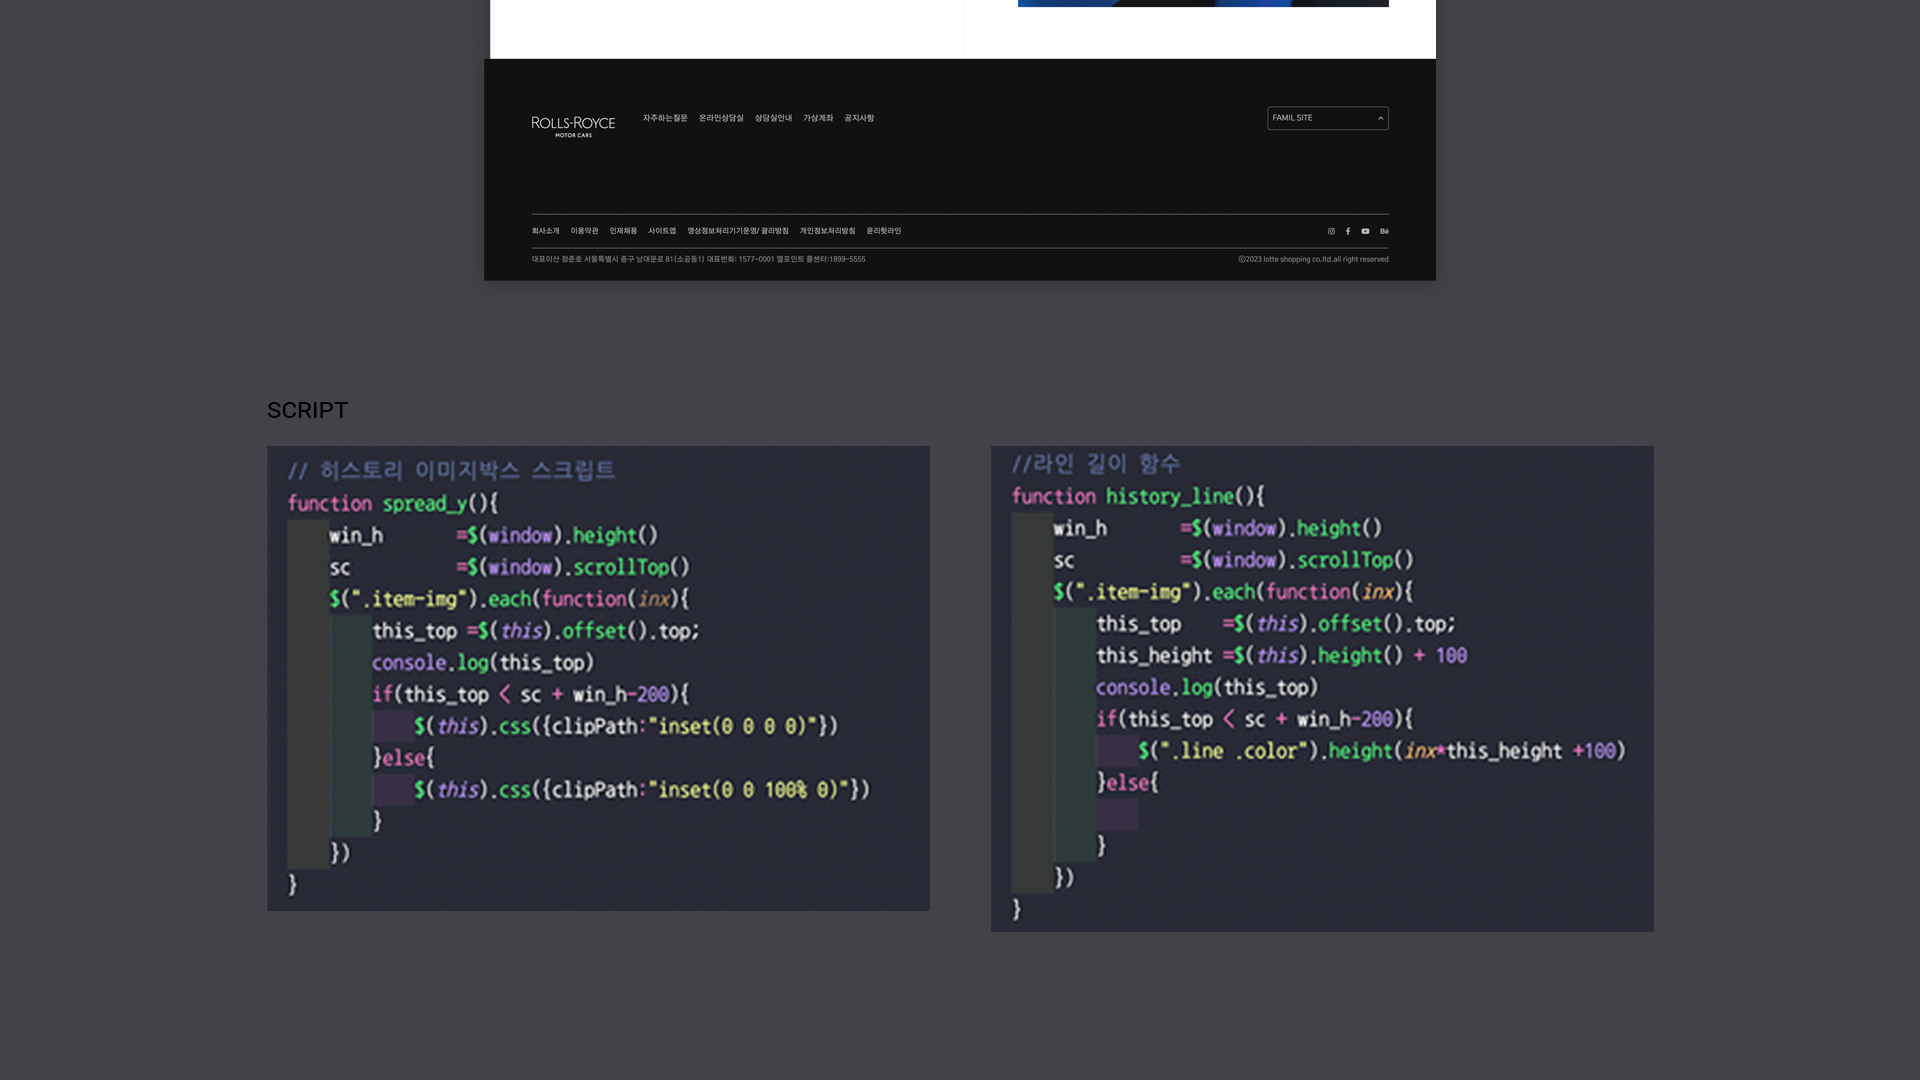 ROLLS-ROYCE
MOTOR CARS
자주하는질문 온라인상담실 상담실안내 가상계좌 공지사항
FAMIL SITE
회사소개 이용약관 인재채용 사이트맵 영상정보처리기기운영/ 괄리방침 개인정보처리방침 윤리핫라인
Bē
대표이산 정준호 서울특별시 중구 남대문로 81(소공동1) 대표번화: 1577-0001 엘포인트 콜센터:1899-5555
ⓒ2023 lotte shopping co.ltd.all right reserved
SCRIPT
// 히스토리 이미지박스 스크립트
function spread_y(){
win_h =$(window).height()
sc =$(window).scrollTop()
$(".item-img").each(function(inx){
this_top =$(this).offset().top;
console.log(this_top)
if(this_top < sc + win_h-200){
$(this).css({clipPath:"inset(0 0 0 0)"})
}else{
$(this).css({clipPath:"inset(0 0 100% 0)"})
}
})
}
//라인 길이 함수
function history_line(){
win_h =$(window).height()
sc =$(window).scrollTop()
$(".item-img").each(function(inx){
this_top =$(this).offset().top;
this_height =$(this).height() + 100
console.log(this_top)
if(this_top < sc + win_h-200){
$(".line .color").height(inx*this_height +100)
}else{
}
})
}